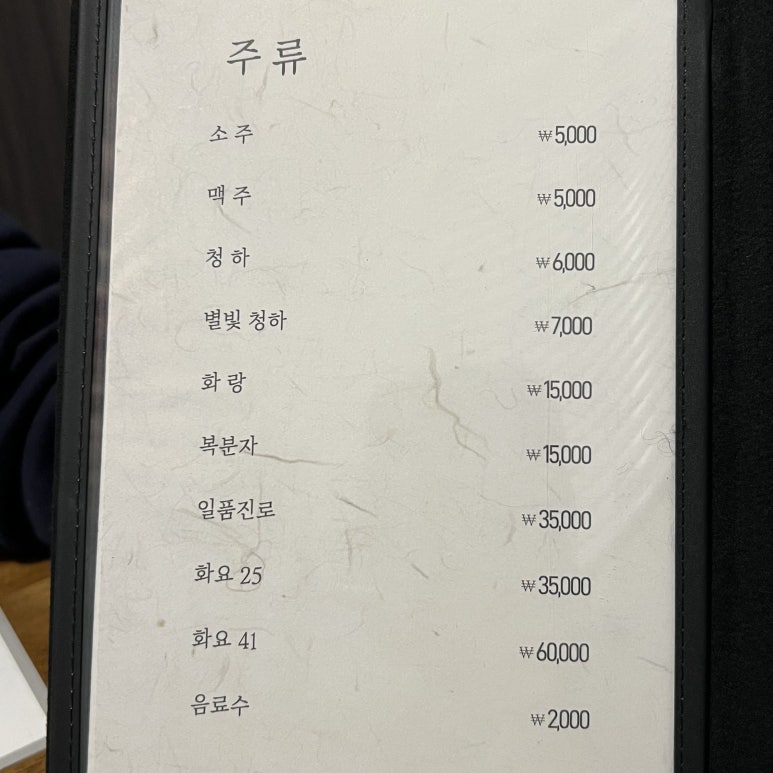 주류
소주 ₩5,000
맥주 ₩5,000
청하 ₩6,000
별빛 청하 ₩7,000
화랑 ₩15,000
복분자 ₩15,000
일품진로 ₩35,000
화요 25 ₩35,000
화요 41 ₩60,000
음료수 ₩2,000